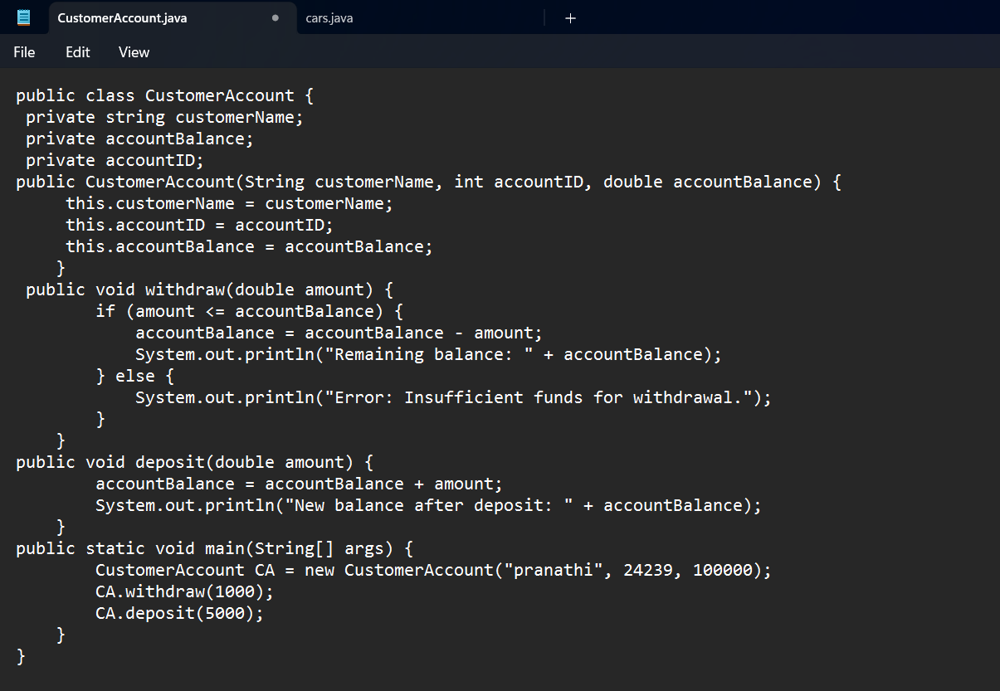 CustomerAccount.java
cars.java
File Edit View
public class CustomerAccount {
 private string customerName;
 private accountBalance;
 private accountID;
public CustomerAccount(String customerName, int accountID, double accountBalance) {
     this.customerName = customerName;
     this.accountID = accountID;
     this.accountBalance = accountBalance;
    }
 public void withdraw(double amount) {
        if (amount <= accountBalance) {
            accountBalance = accountBalance - amount;
            System.out.println("Remaining balance: " + accountBalance);
        } else {
            System.out.println("Error: Insufficient funds for withdrawal.");
        }
    }
public void deposit(double amount) {
        accountBalance = accountBalance + amount;
        System.out.println("New balance after deposit: " + accountBalance);
    }
public static void main(String[] args) {
        CustomerAccount CA = new CustomerAccount("pranathi", 24239, 100000);
        CA.withdraw(1000);
        CA.deposit(5000);
    }
}